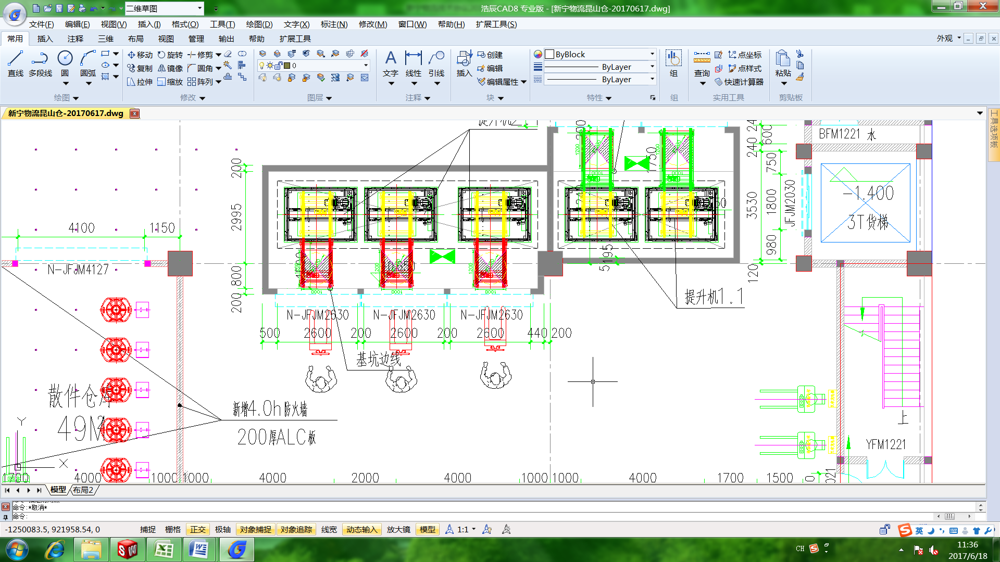 二维草图
浩辰CAD8 专业版 - [新宁物流昆山仓-20170617.dwg]
文件(F) 编辑(E) 视图(V) 插入(I) 格式(O) 工具(T) 绘图(D) 文字(X) 标注(N) 修改(M) 窗口(W) 帮助(H) 扩展工具(S)
常用 插入 注释 三维 布局 视图 管理 输出 帮助 扩展工具 外观
直线 多段线 圆 圆弧
移动 旋转 修剪
复制 镜像 圆角
拉伸 缩放 阵列
0
文字 线性 引线
插入 创建
编辑
编辑属性
ByBlock
ByLayer
ByLayer
组
查询 点坐标
点样式
快速计算器
粘贴
绘图 修改 图层 注释 块 特性 组 实用工具 剪贴板
新宁物流昆山仓-20170617.dwg
工具选项板
BFM1221 水
240
600
750
1800
3530
980
120
JFJM2030
-1.400
3T货梯
200
2995
800
200
4100 1150
N-JFJM4127
1750
5195
提升机1.1
N-JFJM2630 N-JFJM2630 N-JFJM2630
500 2600 200 2600 200 2600 440 200
基坑边线
散件仓库
49M
新增4.0h防火墙
200厚ALC板
上
YFM1221
Y
X
4000 1000 1000 4000 2000 4000 1000 1000 4000 1700 1500
模型 布局2
命令:*取消*
命令:
-1250083.5, 921958.54, 0 捕捉 栅格 正交 极轴 对象捕捉 对象追踪 线宽 动态输入 放大镜 模型 1:1
英
CH
11:36
2017/6/18